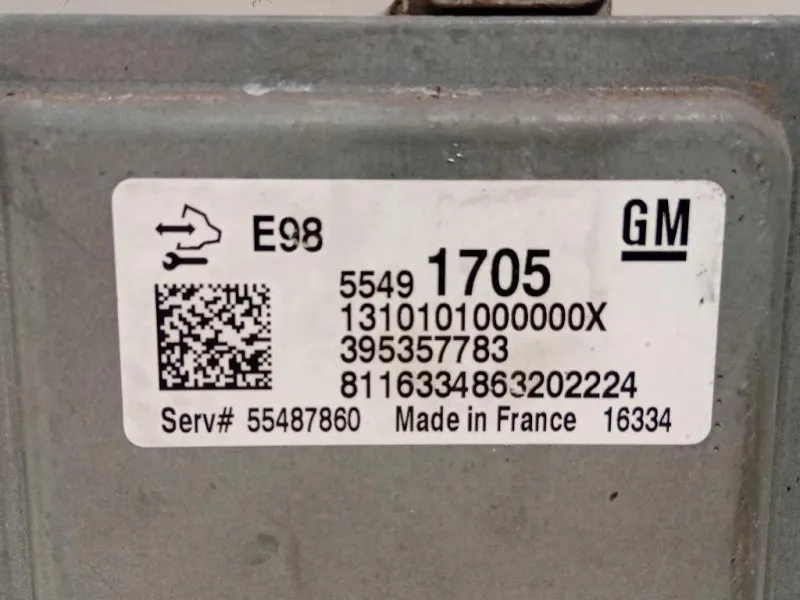 E98
GM
5549 1705
1310101000000X
395357783
8116334863202224
Serv# 55487860 Made in France 16334